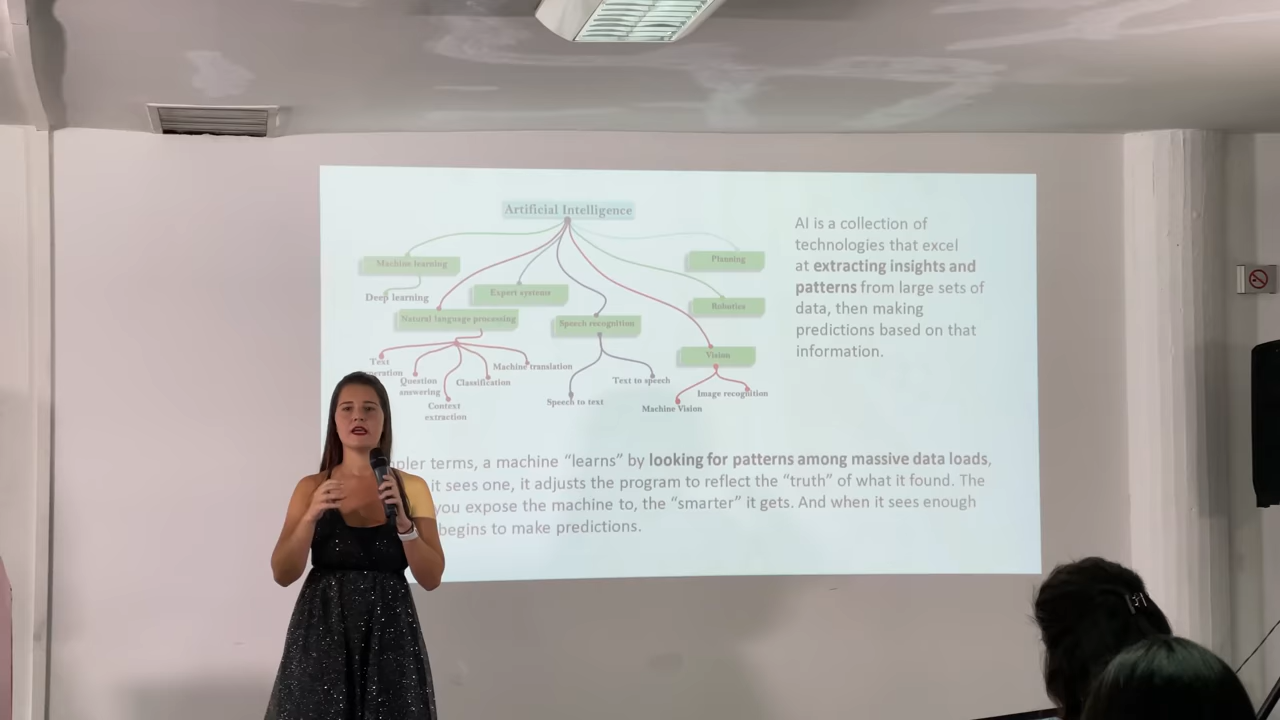 Artificial Intelligence
Machine learning
Deep learning
Expert systems
Natural language processing
Speech recognition
Planning
Robotics
Vision
Text
Question
answering
Context
extraction
Classification
Machine translation
Speech to text
Text to speech
Machine Vision
Image recognition
AI is a collection of
technologies that excel
at extracting insights and
patterns from large sets of
data, then making
predictions based on that
information.
terms, a machine “learns” by looking for patterns among massive data loads,
it sees one, it adjusts the program to reflect the “truth” of what it found. The
you expose the machine to, the “smarter” it gets. And when it sees enough
begins to make predictions.